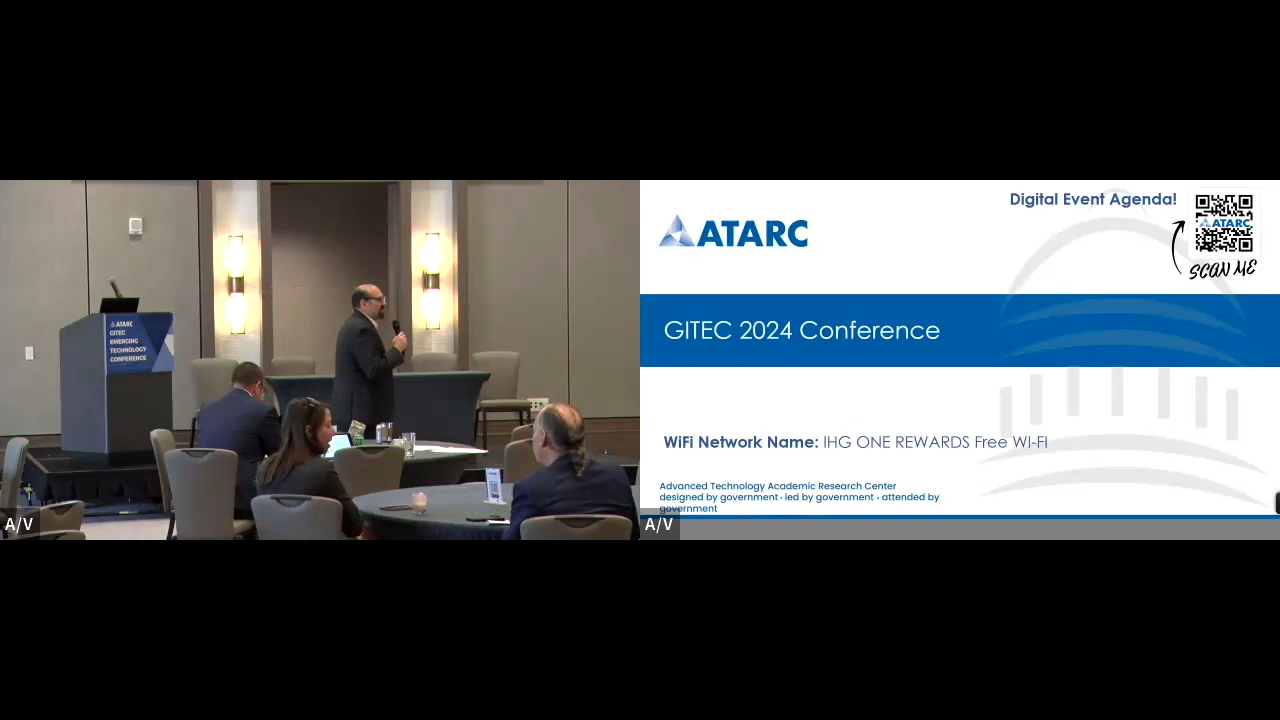 ATARC
GITEC
EMERGING
TECHNOLOGY
CONFERENCE
A/V
Digital Event Agenda!
ATARC
ATARC
SCAN ME
GITEC 2024 Conference
WiFi Network Name: IHG ONE REWARDS Free WI-FI
Advanced Technology Academic Research Center
designed by government · led by government · attended by
government
A/V